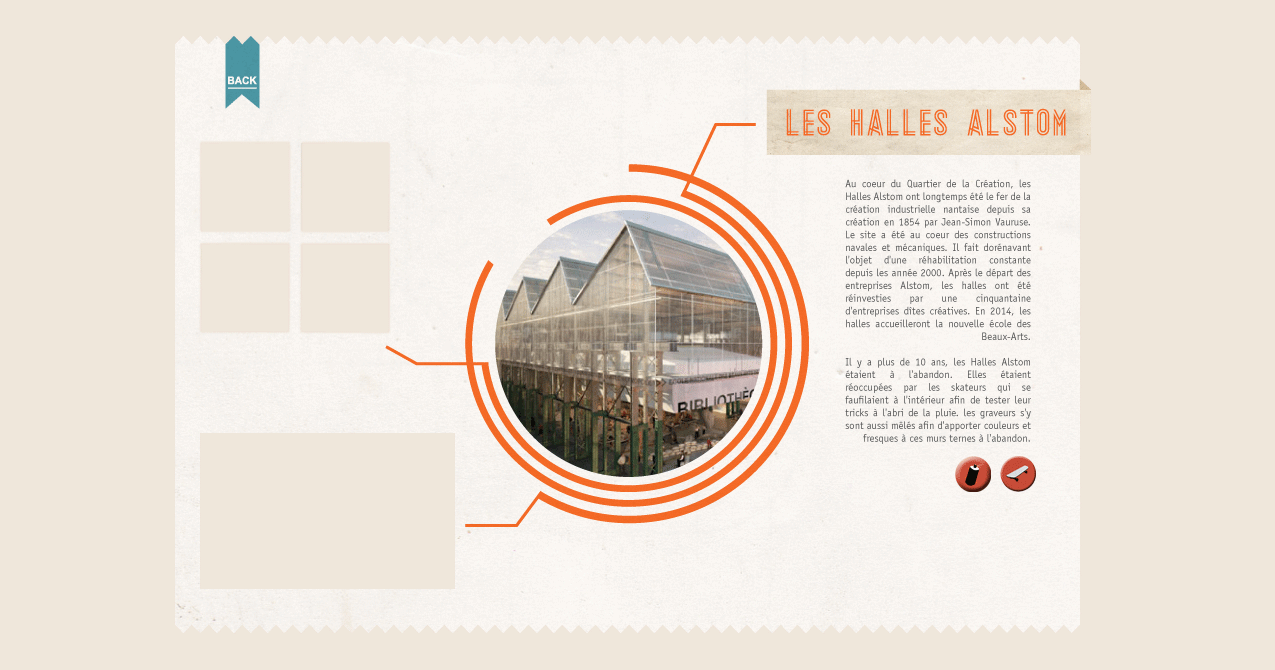 BACK
LES HALLES ALSTOM
Au coeur du Quartier de la Création, les
Halles Alstom ont longtemps été le fer de la
création industrielle nantaise depuis sa
création en 1854 par Jean-Simon Vauruse.
Le site a été au coeur des constructions
navales et mécaniques. Il fait dorénavant
l'objet d'une réhabilitation constante
depuis les année 2000. Après le départ des
entreprises Alstom, les halles ont été
réinvesties par une cinquantaine
d'entreprises dîtes créatives. En 2014, les
halles accueilleront la nouvelle école des
Beaux-Arts.
Il y a plus de 10 ans, les Halles Alstom
étaient à l'abandon. Elles étaient
réoccupées par les skateurs qui se
faufilaient à l'intérieur afin de tester leur
tricks à l'abri de la pluie. les graveurs s'y
sont aussi mêlés afin d'apporter couleurs et
fresques à ces murs ternes à l'abandon.
BIBLIOTHÈQ